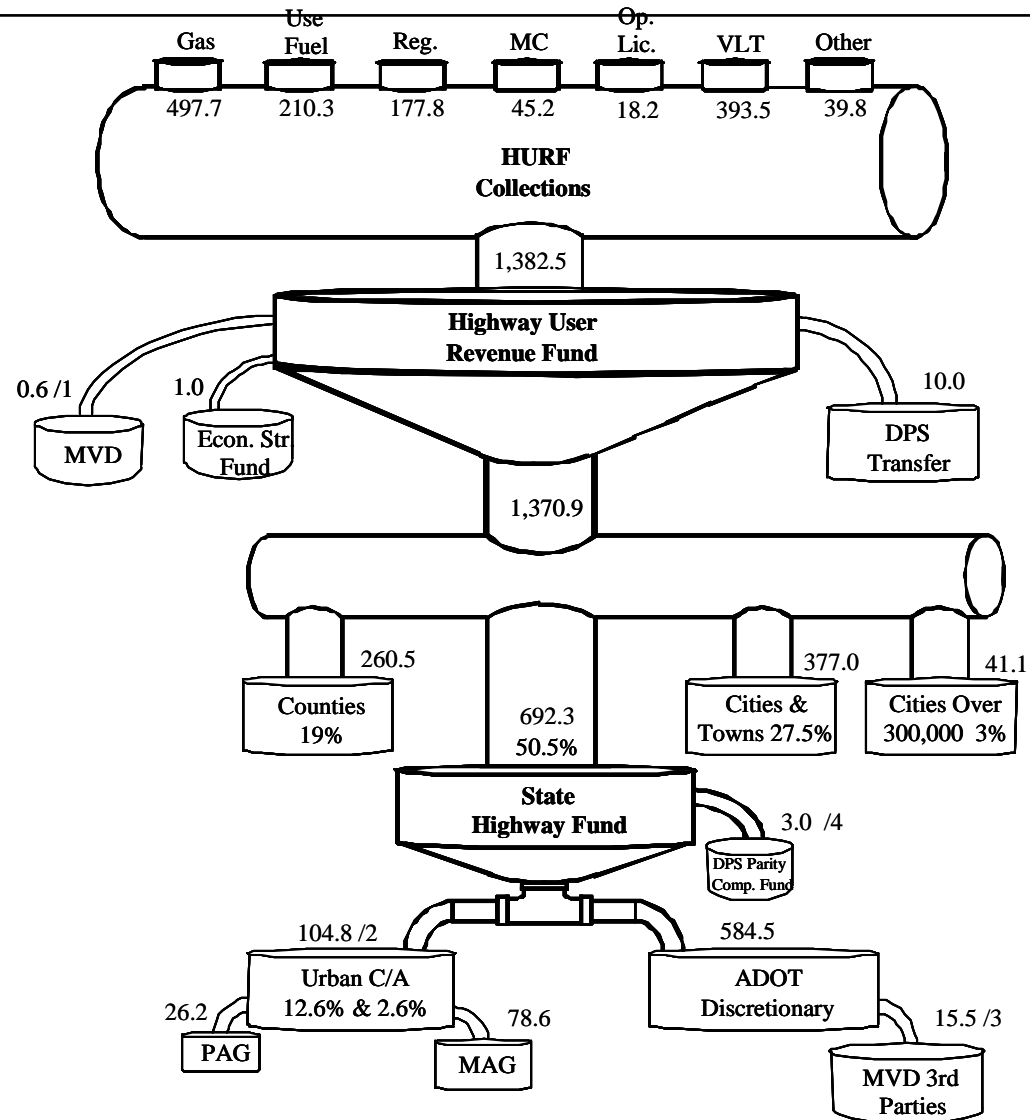 Gas
Use
Fuel
Reg.
MC
Op.
Lic.
VLT
Other
497.7
210.3
177.8
45.2
18.2
393.5
39.8
HURF
Collections
1,382.5
Highway User
Revenue Fund
0.6 /1
1.0
10.0
MVD
Econ. Str.
Fund
DPS
Transfer
1,370.9
260.5
377.0
41.1
Counties
19%
692.3
50.5%
Cities &
Towns 27.5%
Cities Over
300,000 3%
State
Highway Fund
3.0 /4
DPS Parity
Comp. Fund
104.8 /2
584.5
Urban C/A
12.6% & 2.6%
ADOT
Discretionary
26.2
78.6
15.5 /3
PAG
MAG
MVD 3rd
Parties